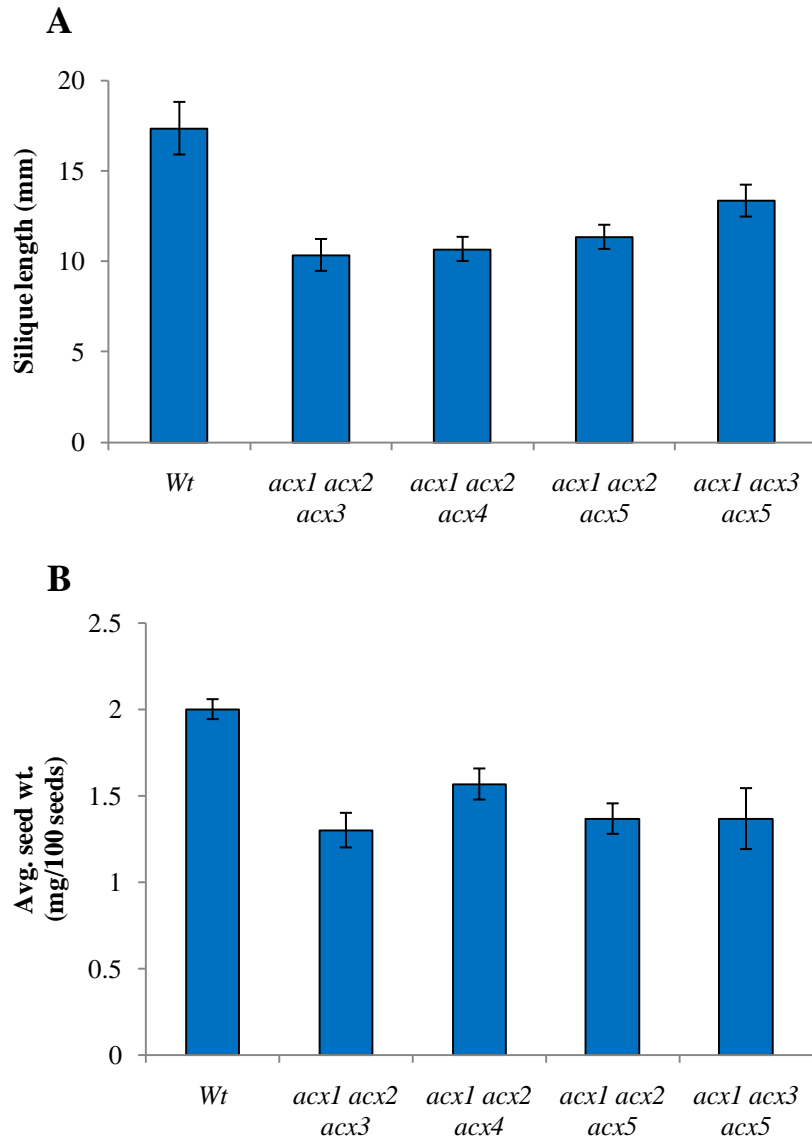 A
Silique length (mm)
20
15
10
5
0
Wt
acx1 acx2
acx3
acx1 acx2
acx4
acx1 acx2
acx5
acx1 acx3
acx5
B
Avg. seed wt.
(mg/100 seeds)
2.5
2
1.5
1
0.5
0
Wt
acx1 acx2
acx3
acx1 acx2
acx4
acx1 acx2
acx5
acx1 acx3
acx5